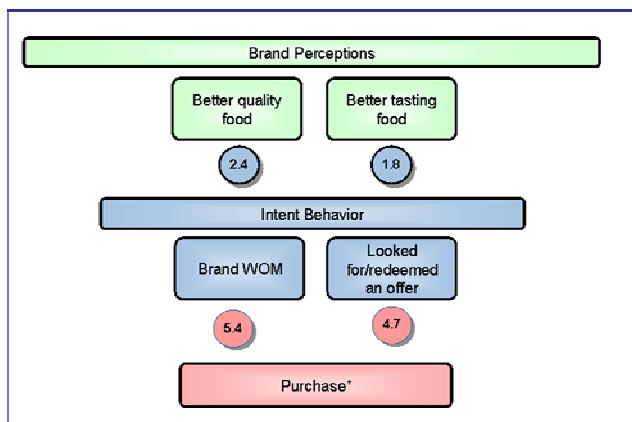 Brand Perceptions
Better quality
food
Better tasting
food
2.4
1.8
Intent Behavior
Brand WOM
Looked
for/redeemed
an offer
5.4
4.7
Purchase*